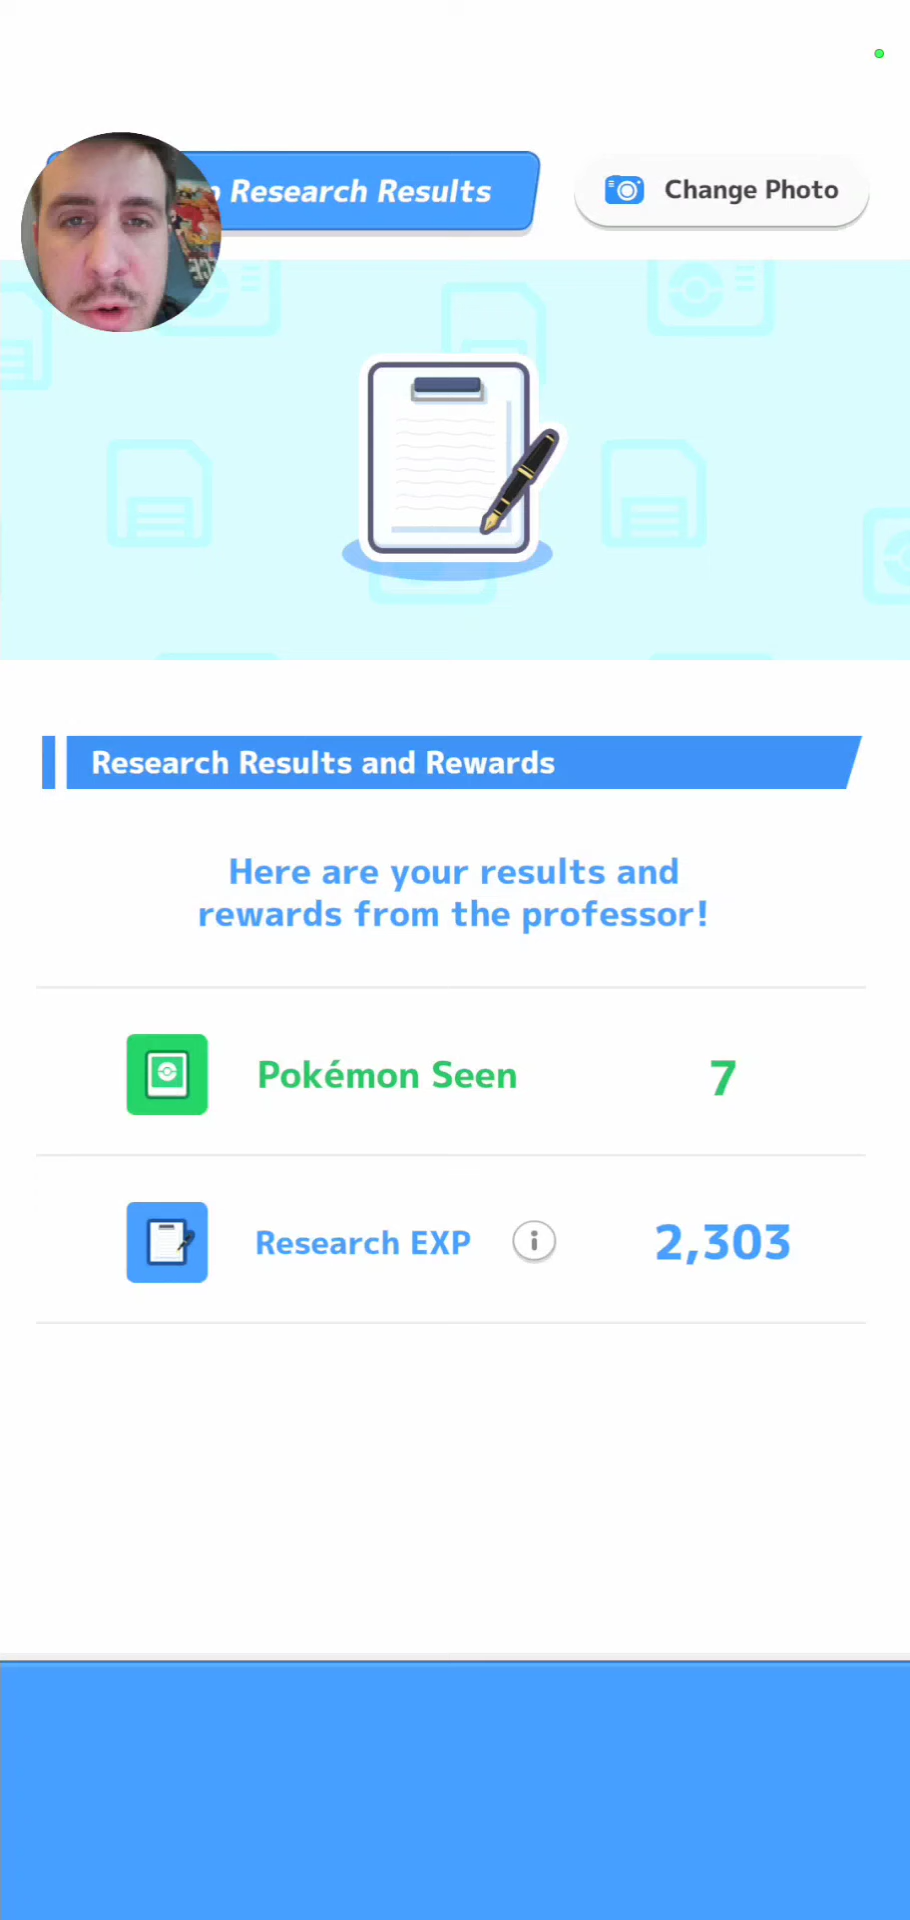 Research Results
Change Photo
Research Results and Rewards
Here are your results and
rewards from the professor!
Pokémon Seen 7
Research EXP i 2,303